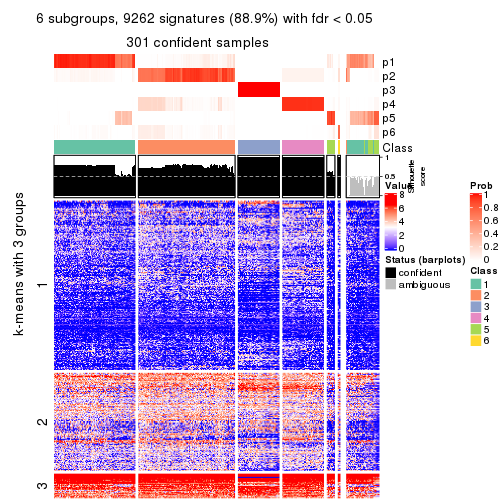 6 subgroups, 9262 signatures (88.9%) with fdr < 0.05
301 confident samples
p1
p2
p3
p4
p5
p6
Class
1
0.5
0
Silhouette
score
k-means with 3 groups
1
2
3
Value
8
6
4
2
0
Status (barplots)
confident
ambiguous
Prob
1
0.8
0.6
0.4
0.2
0
Class
1
2
3
4
5
6